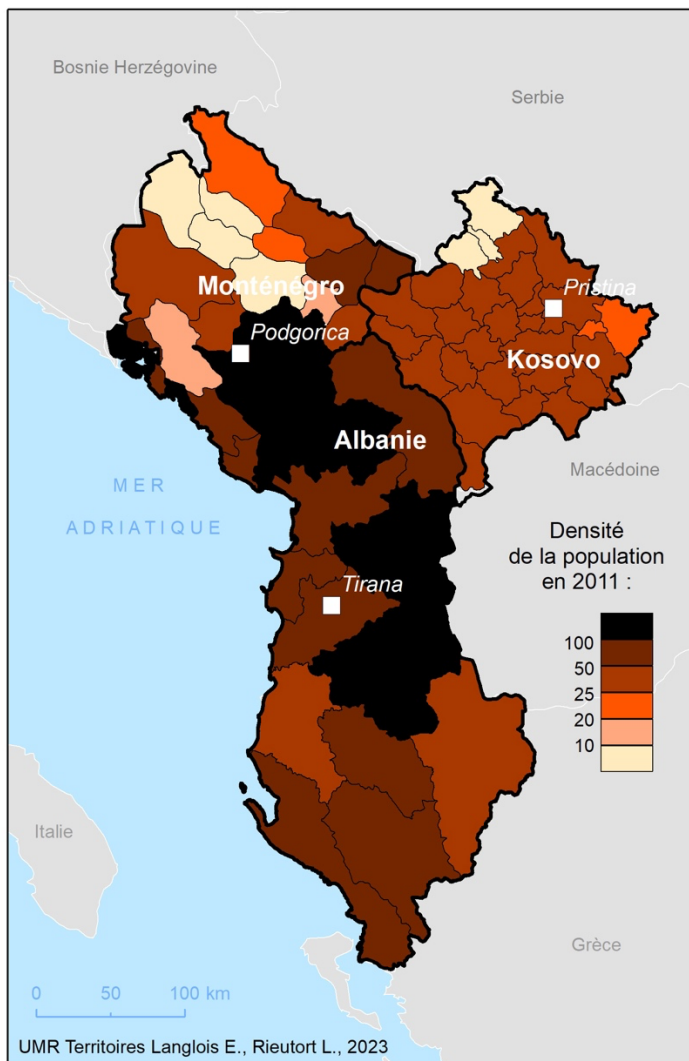 Bosnie Herzégovine
Serbie
Monténégro
Pristina
Podgorica
Kosovo
Albanie
Macédoine
MER
ADRIATIQUE
Densité
de la population
en 2011 :
Tirana
100
50
25
20
10
Italie
Grèce
0 50 100 km
UMR Territoires Langlois E., Rieutort L., 2023